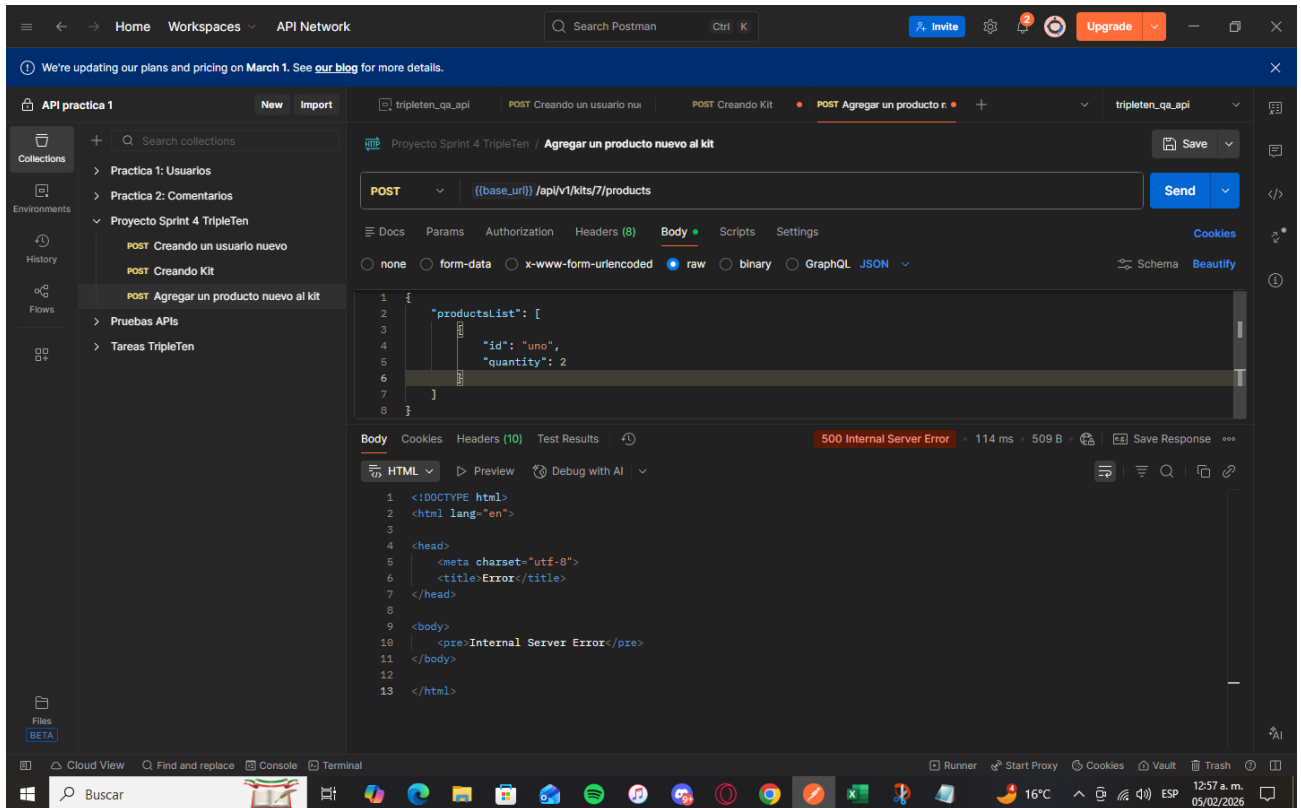 Home Workspaces API Network Search Postman Ctrl K Invite 2 Upgrade
We're updating our plans and pricing on March 1. See our blog for more details.
API practica 1 New Import tripleten_qa_api POST Creando un usuario nu POST Creando Kit POST Agregar un producto n tripleten_qa_api
Collections
Environments
History
Flows
Files
BETA
Search collections
Practica 1: Usuarios
Practica 2: Comentarios
Proyecto Sprint 4 TripleTen
POST Creando un usuario nuevo
POST Creando Kit
POST Agregar un producto nuevo al kit
Pruebas APIs
Tareas TripleTen
HTTP Proyecto Sprint 4 TripleTen / Agregar un producto nuevo al kit Save
POST {{base_url}} /api/v1/kits/7/products Send
Docs Params Authorization Headers (8) Body Scripts Settings Cookies
none form-data x-www-form-urlencoded raw binary GraphQL JSON Schema Beautify
1 {
2 "productsList": [
3 {
4 "id": "uno",
5 "quantity": 2
6 }
7 ]
8 }
Body Cookies Headers (10) Test Results 500 Internal Server Error 114 ms 509 B e.g. Save Response
HTML Preview Debug with AI
1 <!DOCTYPE html>
2 <html lang="en">
3
4 <head>
5 <meta charset="utf-8">
6 <title>Error</title>
7 </head>
8
9 <body>
10 <pre>Internal Server Error</pre>
11 </body>
12
13 </html>
AI
Cloud View Find and replace Console Terminal Runner Start Proxy Cookies Vault Trash
Buscar 9+ 16°C ESP 12:57 a. m.
05/02/2026